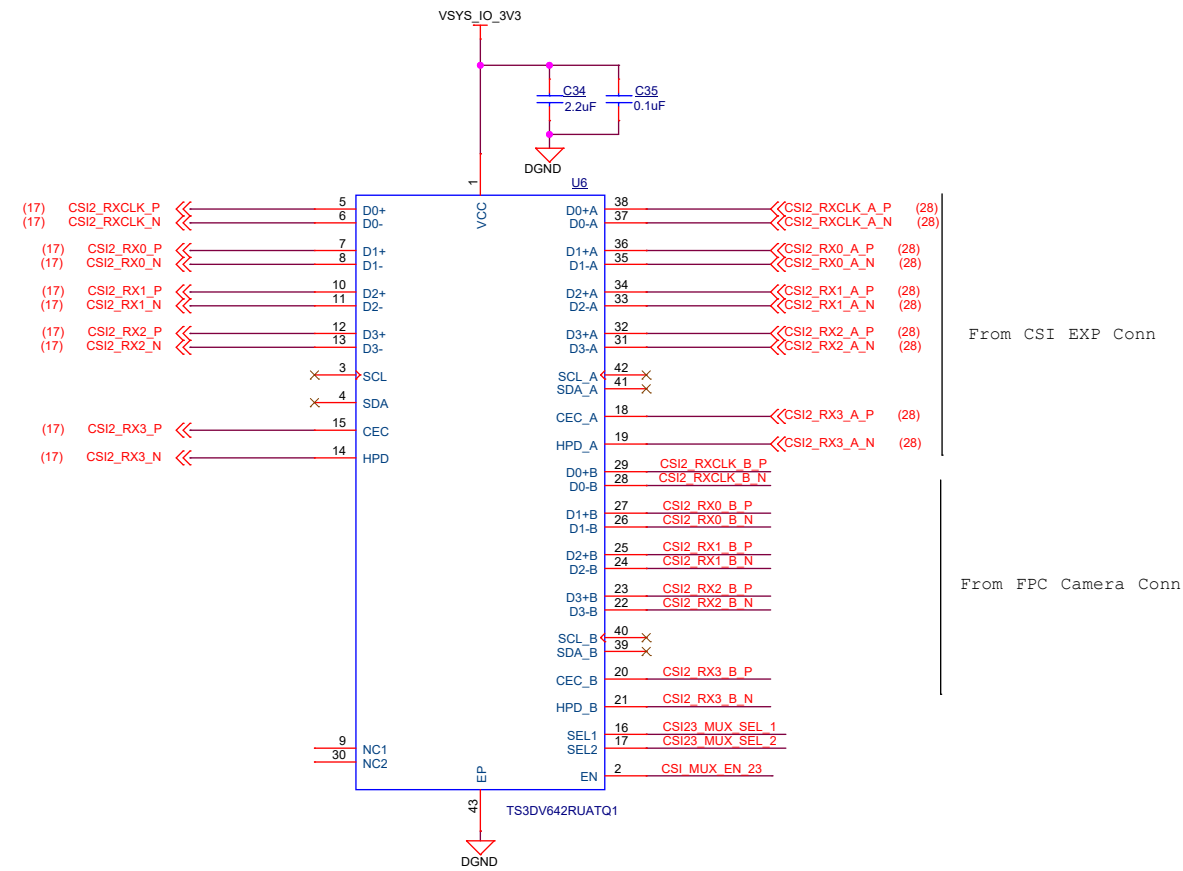 VSYS_IO_3V3
C34
2.2uF
C35
0.1uF
DGND
U6
1
VCC
(17) CSI2_RXCLK_P 5 D0+
(17) CSI2_RXCLK_N 6 D0-
(17) CSI2_RX0_P 7 D1+
(17) CSI2_RX0_N 8 D1-
(17) CSI2_RX1_P 10 D2+
(17) CSI2_RX1_N 11 D2-
(17) CSI2_RX2_P 12 D3+
(17) CSI2_RX2_N 13 D3-
3 SCL
4 SDA
(17) CSI2_RX3_P 15 CEC
(17) CSI2_RX3_N 14 HPD
9 NC1
30 NC2
D0+A 38 CSI2_RXCLK_A_P (28)
D0-A 37 CSI2_RXCLK_A_N (28)
D1+A 36 CSI2_RX0_A_P (28)
D1-A 35 CSI2_RX0_A_N (28)
D2+A 34 CSI2_RX1_A_P (28)
D2-A 33 CSI2_RX1_A_N (28)
D3+A 32 CSI2_RX2_A_P (28)
D3-A 31 CSI2_RX2_A_N (28)
SCL_A 42
SDA_A 41
CEC_A 18 CSI2_RX3_A_P (28)
HPD_A 19 CSI2_RX3_A_N (28)
From CSI EXP Conn
D0+B 29 CSI2_RXCLK_B_P
D0-B 28 CSI2_RXCLK_B_N
D1+B 27 CSI2_RX0_B_P
D1-B 26 CSI2_RX0_B_N
D2+B 25 CSI2_RX1_B_P
D2-B 24 CSI2_RX1_B_N
D3+B 23 CSI2_RX2_B_P
D3-B 22 CSI2_RX2_B_N
SCL_B 40
SDA_B 39
CEC_B 20 CSI2_RX3_B_P
HPD_B 21 CSI2_RX3_B_N
From FPC Camera Conn
SEL1 16 CSI23_MUX_SEL_1
SEL2 17 CSI23_MUX_SEL_2
EN 2 CSI_MUX_EN_23
EP
43
TS3DV642RUATQ1
DGND